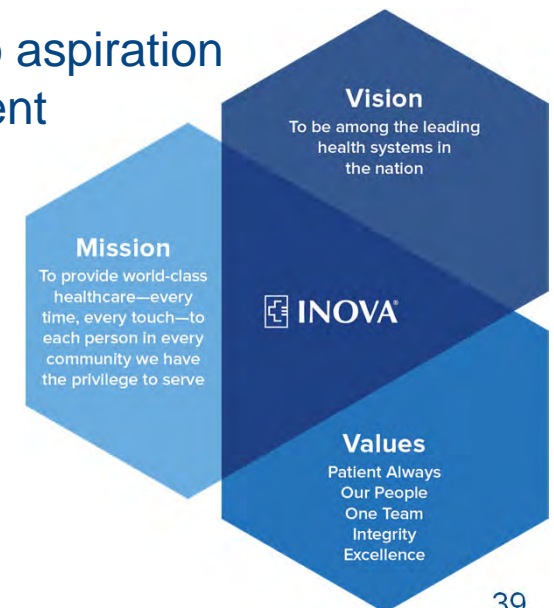 aspiration
ent
Vision
To be among the leading
health systems in
the nation
Mission
To provide world-class
healthcare—every
time, every touch—to
each person in every
community we have
the privilege to serve
INOVA®
Values
Patient Always
Our People
One Team
Integrity
Excellence
39